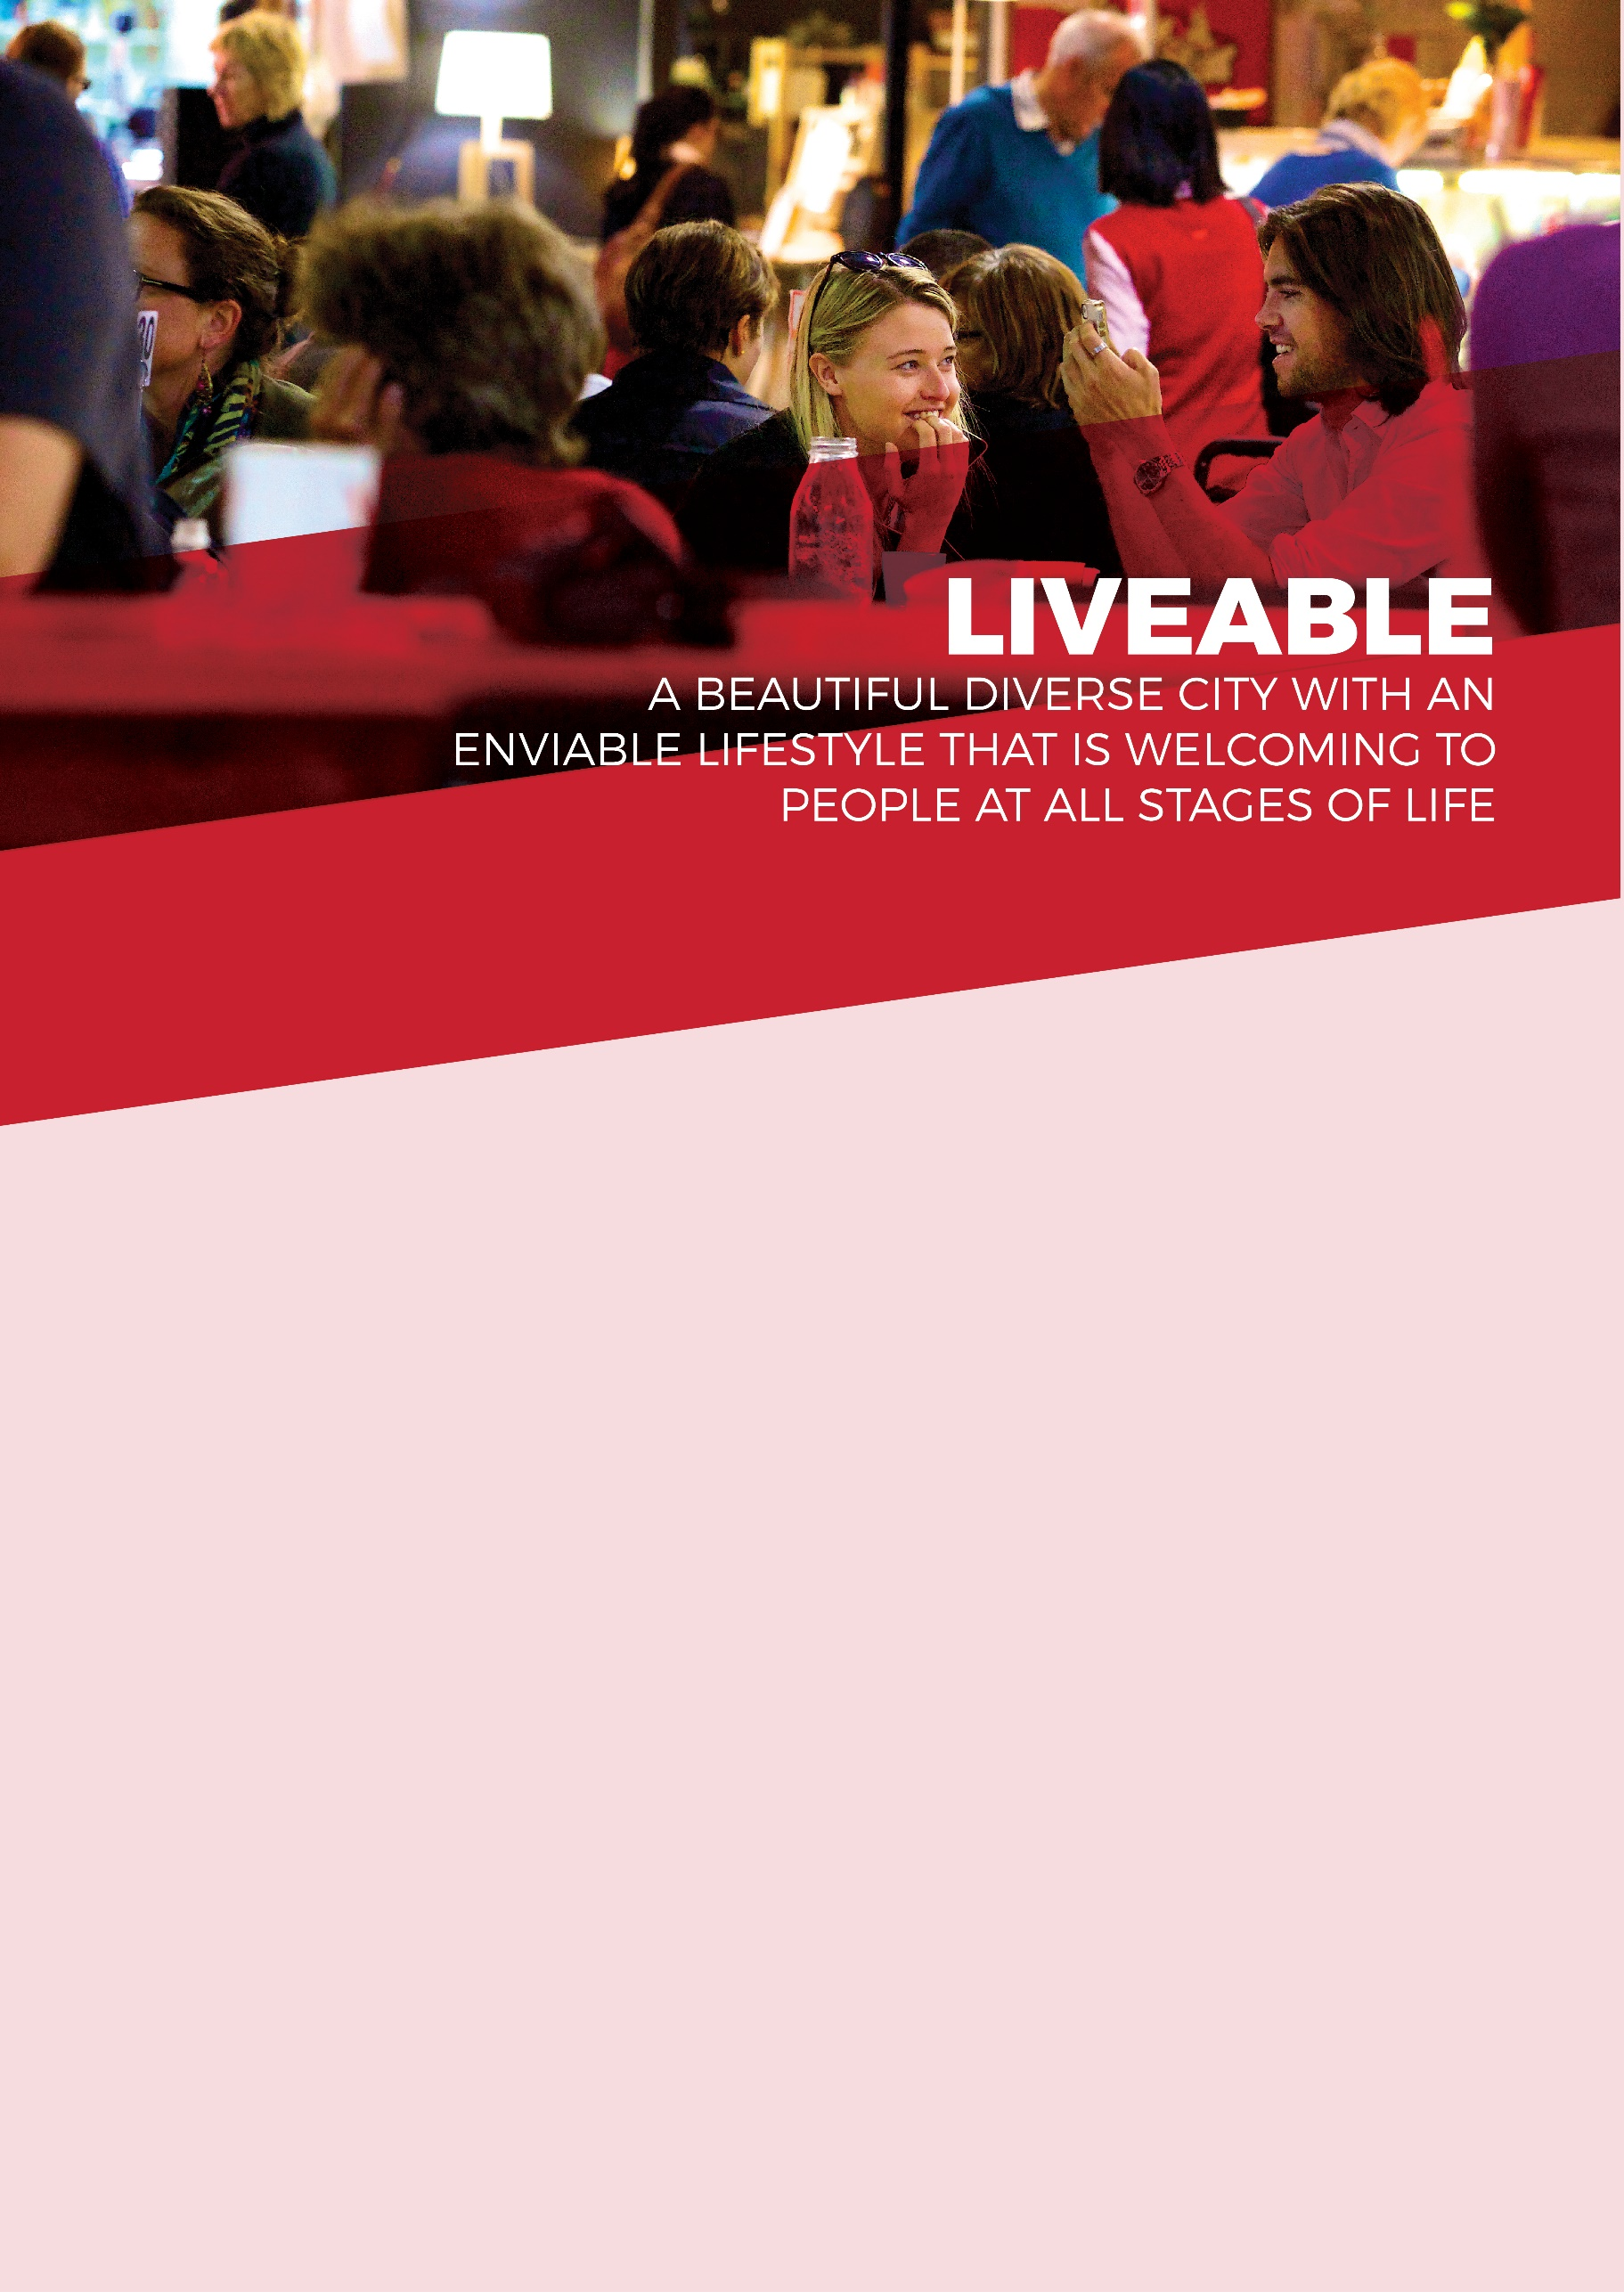 LIVEABLE
A BEAUTIFUL DIVERSE CITY WITH AN
ENVIABLE LIFESTYLE THAT IS WELCOMING TO
PEOPLE AT ALL STAGES OF LIFE